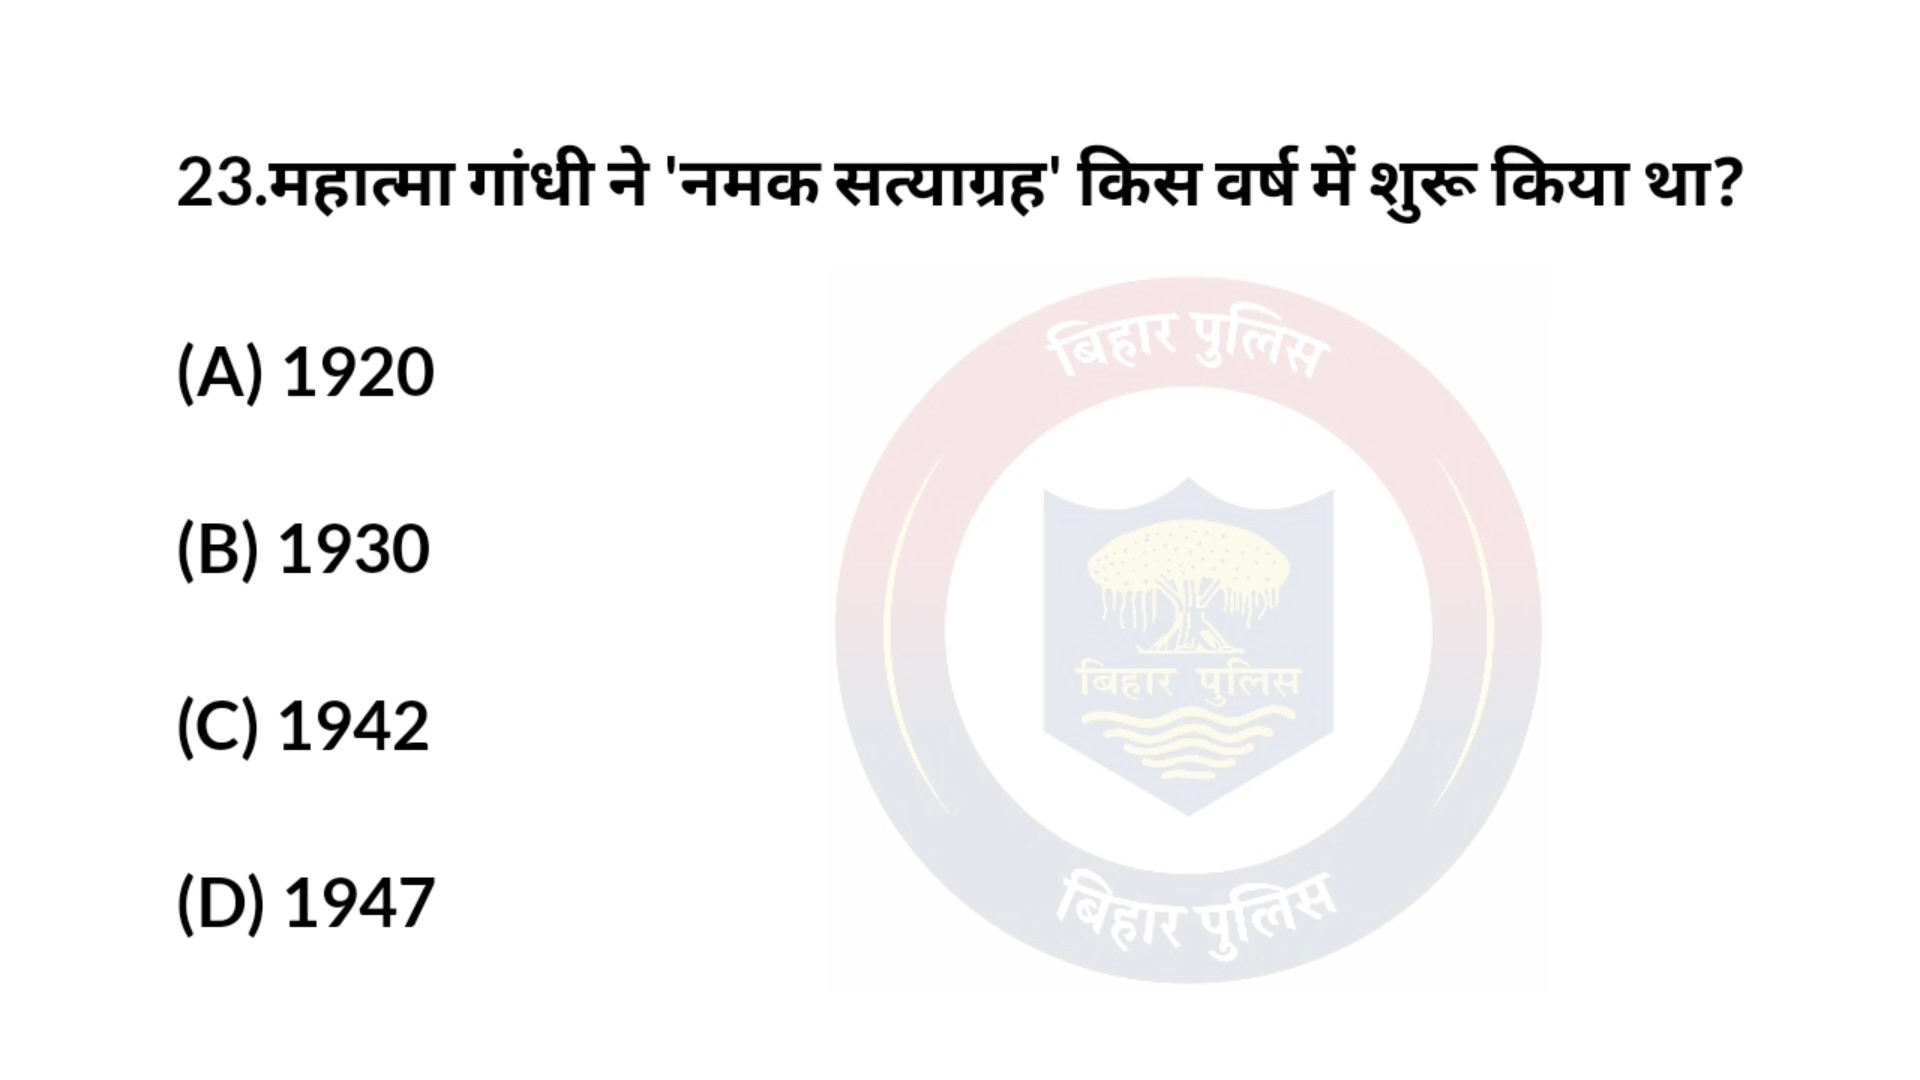 23.महात्मा गांधी ने 'नमक सत्याग्रह' किस वर्ष में शुरू किया था?
बिहार पुलिस
(A) 1920
(B) 1930
बिहार पुलिस
(C) 1942
(D) 1947
बिहार पुलिस